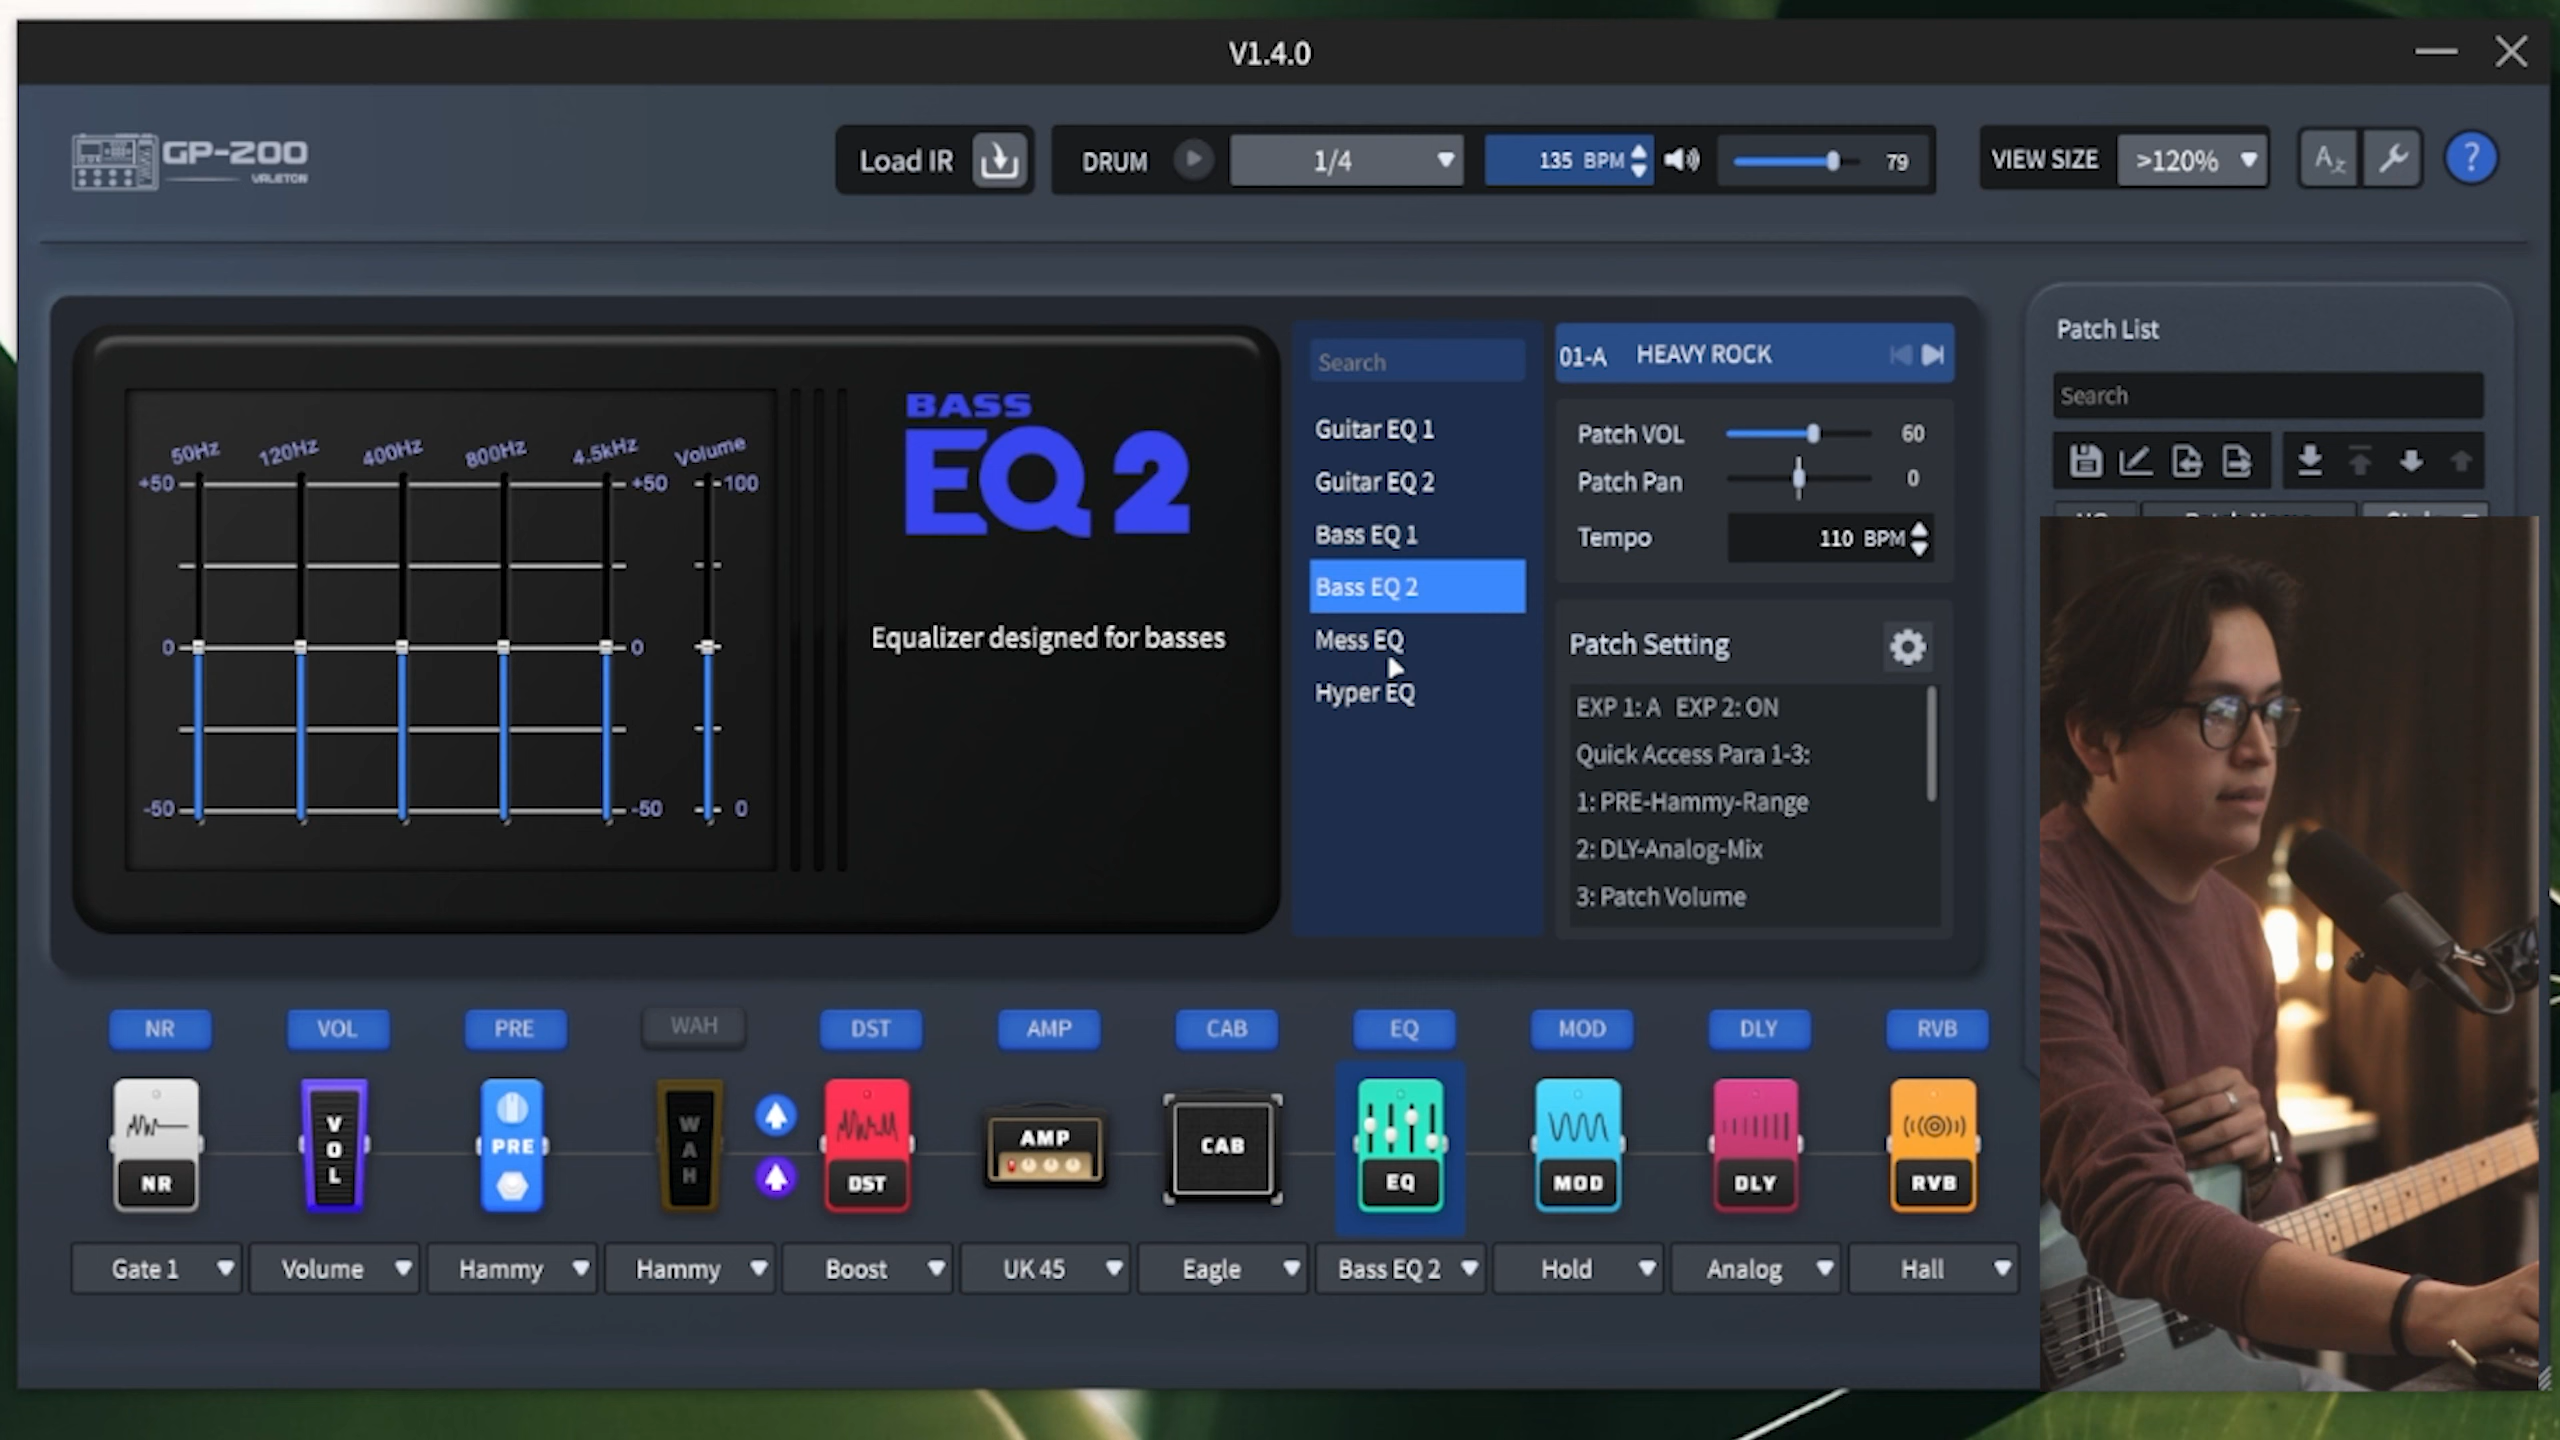 V1.4.0
GP-200
VALETON
Load IR
DRUM
1/4
135 BPM
79
VIEW SIZE
>120%
A
?
50Hz 120Hz 400Hz 800Hz 4.5kHz Volume
+50 +50 100
0 0
-50 -50 0
BASS
EQ 2
Equalizer designed for basses
Search
Guitar EQ 1
Guitar EQ 2
Bass EQ 1
Bass EQ 2
Mess EQ
Hyper EQ
01-A HEAVY ROCK
Patch VOL 60
Patch Pan 0
Tempo 110 BPM
Patch Setting
EXP 1: A EXP 2: ON
Quick Access Para 1-3:
1: PRE-Hammy-Range
2: DLY-Analog-Mix
3: Patch Volume
Patch List
Search
NR VOL PRE WAH DST AMP CAB EQ MOD DLY RVB
NR VOL PRE WAH DST AMP CAB EQ MOD DLY RVB
Gate 1 Volume Hammy Hammy Boost UK 45 Eagle Bass EQ 2 Hold Analog Hall